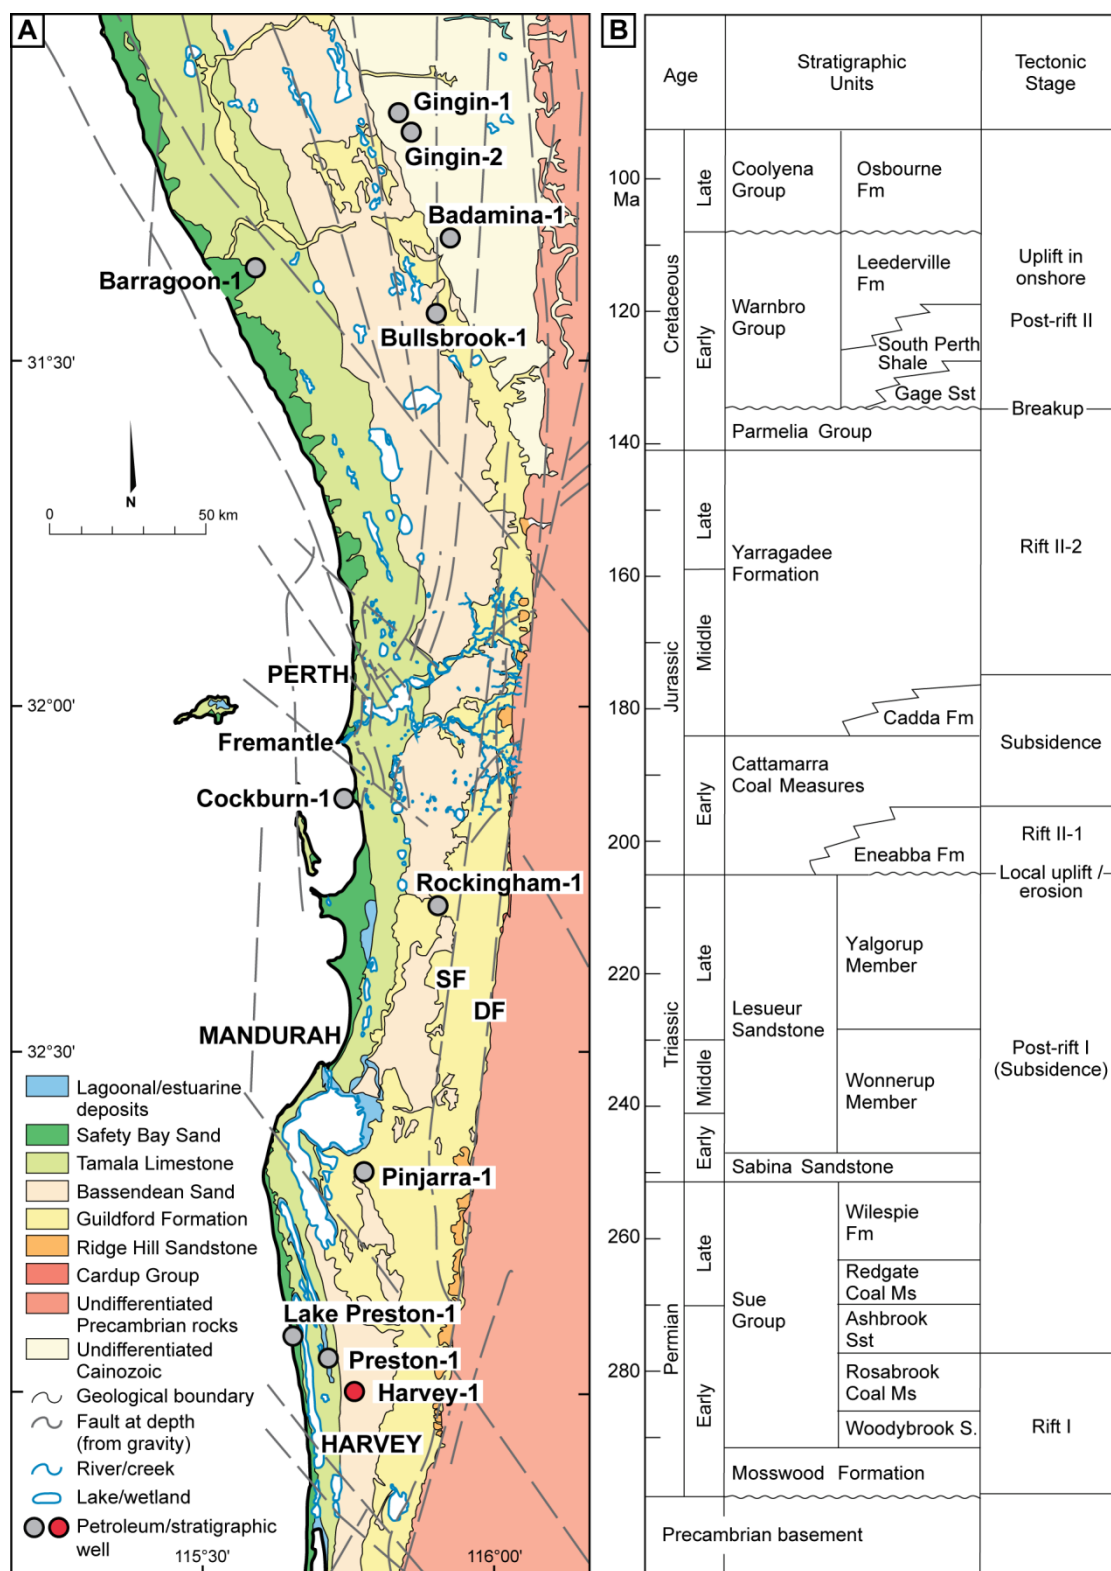 A
Gingin-1
Gingin-2
Badamina-1
Barragoon-1
Bullsbrook-1
31°30'
N
0 50 km
PERTH
32°00'
Fremantle
Cockburn-1
Rockingham-1
SF
DF
MANDURAH
32°30'
Lagoonal/estuarine
deposits
Safety Bay Sand
Tamala Limestone
Bassendean Sand
Guildford Formation
Ridge Hill Sandstone
Cardup Group
Undifferentiated
Precambrian rocks
Undifferentiated
Cainozoic
Geological boundary
Fault at depth
(from gravity)
River/creek
Lake/wetland
Petroleum/stratigraphic
well
Pinjarra-1
Lake Preston-1
Preston-1
Harvey-1
HARVEY
115°30'
116°00'
B
Age
Stratigraphic
Units
Tectonic
Stage
100
Ma
120
140
160
180
200
220
240
260
280
Cretaceous
Late
Early
Jurassic
Late
Middle
Early
Triassic
Late
Middle
Early
Permian
Late
Early
Coolyena
Group
Osbourne
Fm
Warnbro
Group
Leederville
Fm
South Perth
Shale
Gage Sst
Parmelia Group
Yarragadee
Formation
Cadda Fm
Cattamarra
Coal Measures
Eneabba Fm
Lesueur
Sandstone
Yalgorup
Member
Wonnerup
Member
Sabina Sandstone
Sue
Group
Wilespie
Fm
Redgate
Coal Ms
Ashbrook
Sst
Rosabrook
Coal Ms
Woodybrook S.
Mosswood Formation
Precambrian basement
Uplift in
onshore
Post-rift II
Breakup
Rift II-2
Subsidence
Rift II-1
Local uplift /
erosion
Post-rift I
(Subsidence)
Rift I